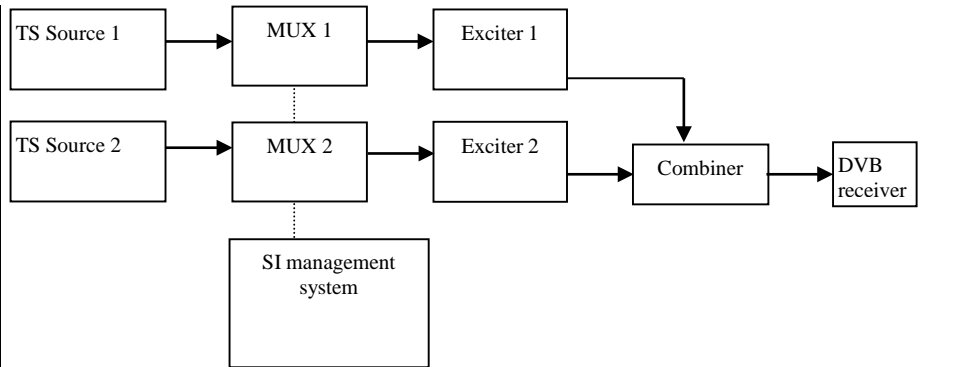 TS Source 1
MUX 1
Exciter 1
TS Source 2
MUX 2
Exciter 2
Combiner
DVB
receiver
SI management
system